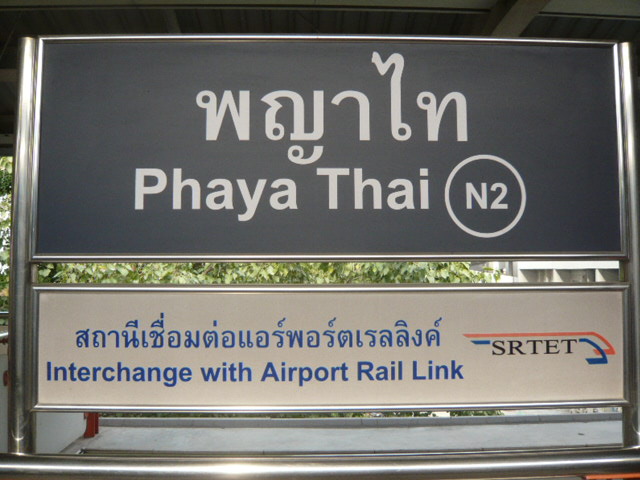 พญาไท
Phaya Thai N2
สถานีเชื่อมต่อแอร์พอร์ตเรลลิงค์
Interchange with Airport Rail Link
SRTET